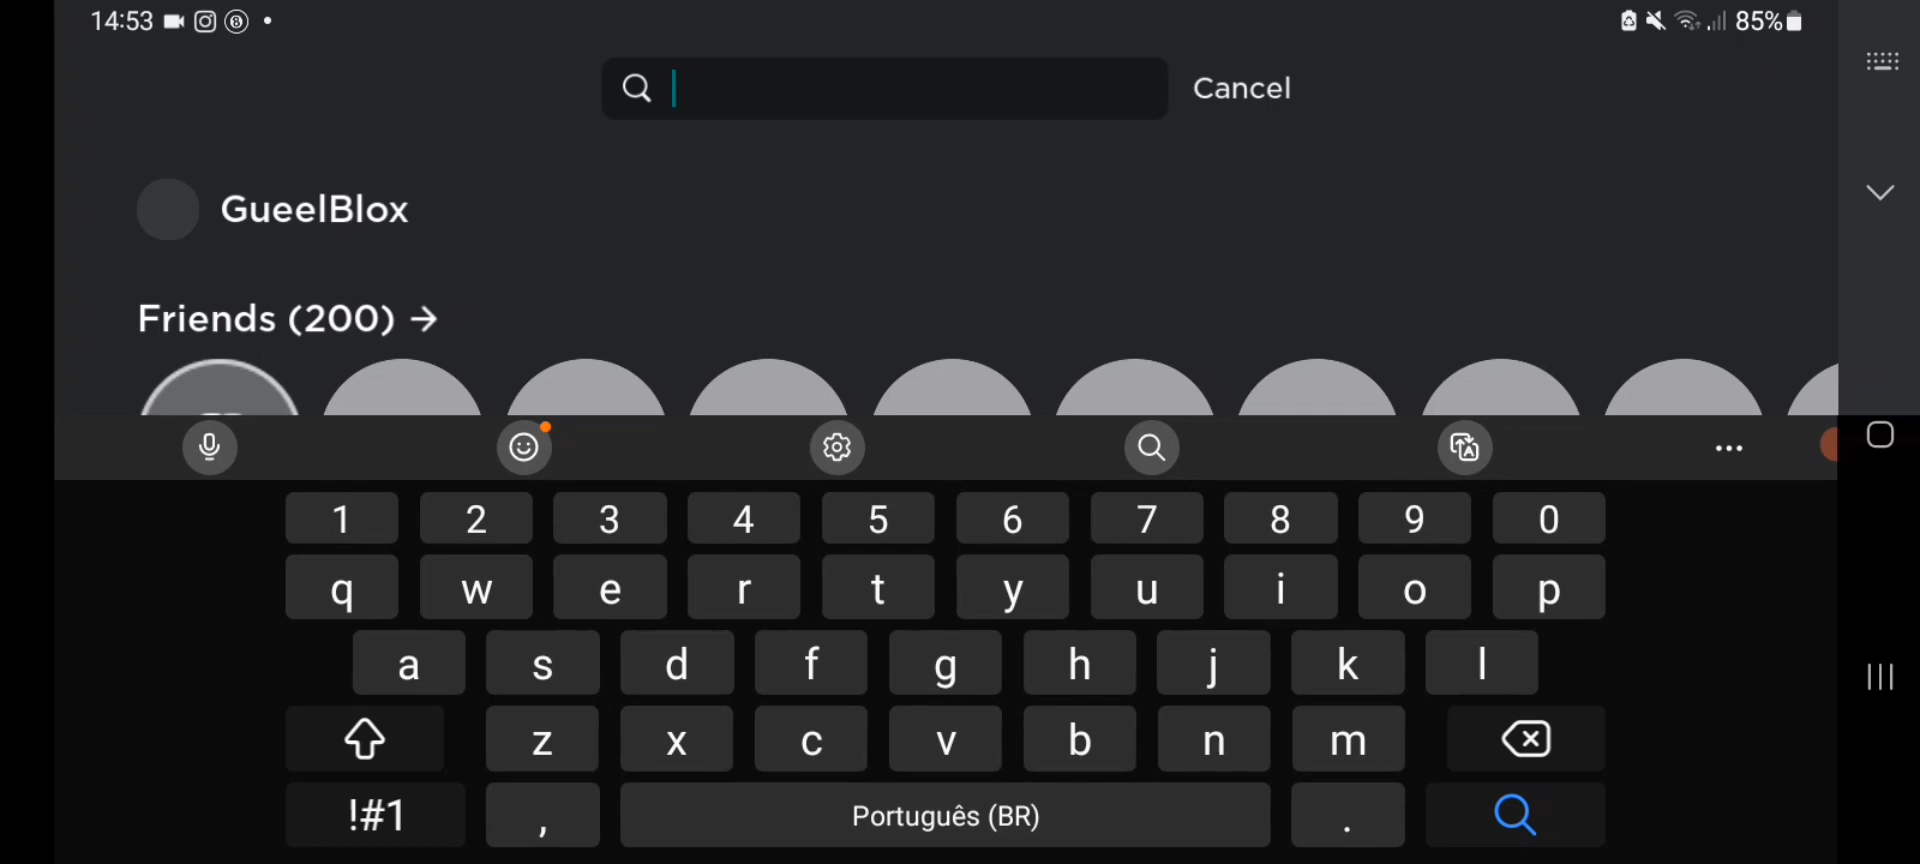 14:53
85%
Cancel
GueelBlox
Friends (200) →
1 2 3 4 5 6 7 8 9 0
q w e r t y u i o p
a s d f g h j k l
z x c v b n m
!#1 , Português (BR) .